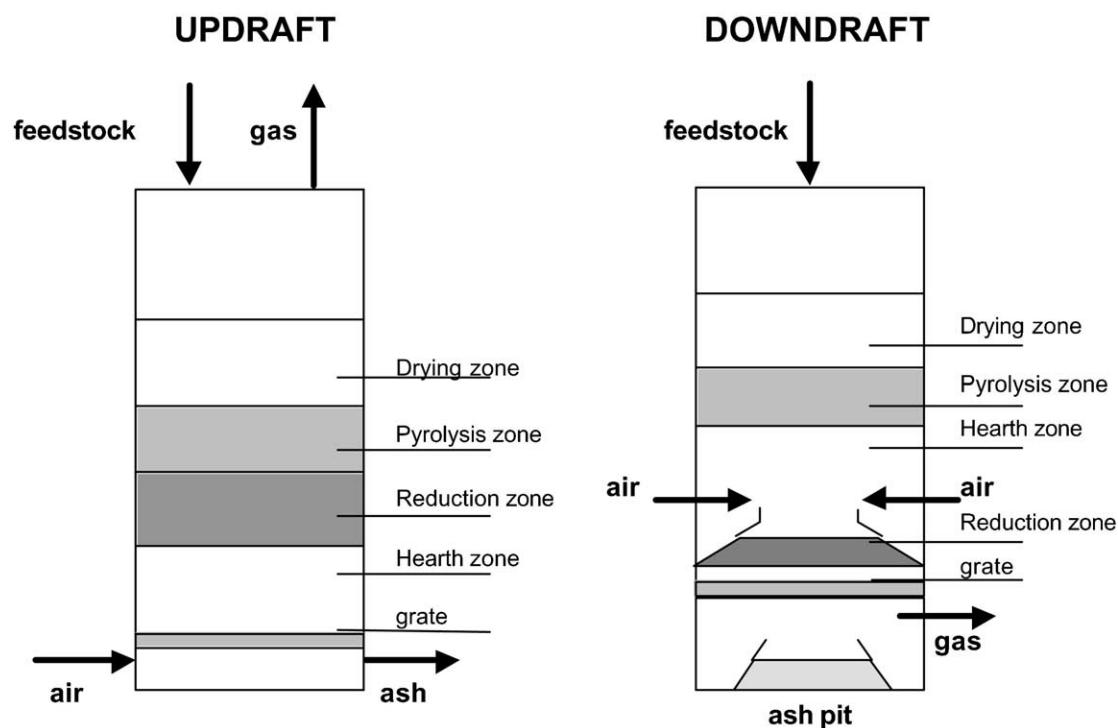 UPDRAFT
feedstock
gas
Drying zone
Pyrolysis zone
Reduction zone
Hearth zone
grate
air
ash
DOWNDRAFT
feedstock
Drying zone
Pyrolysis zone
Hearth zone
air
air
Reduction zone
grate
gas
ash pit